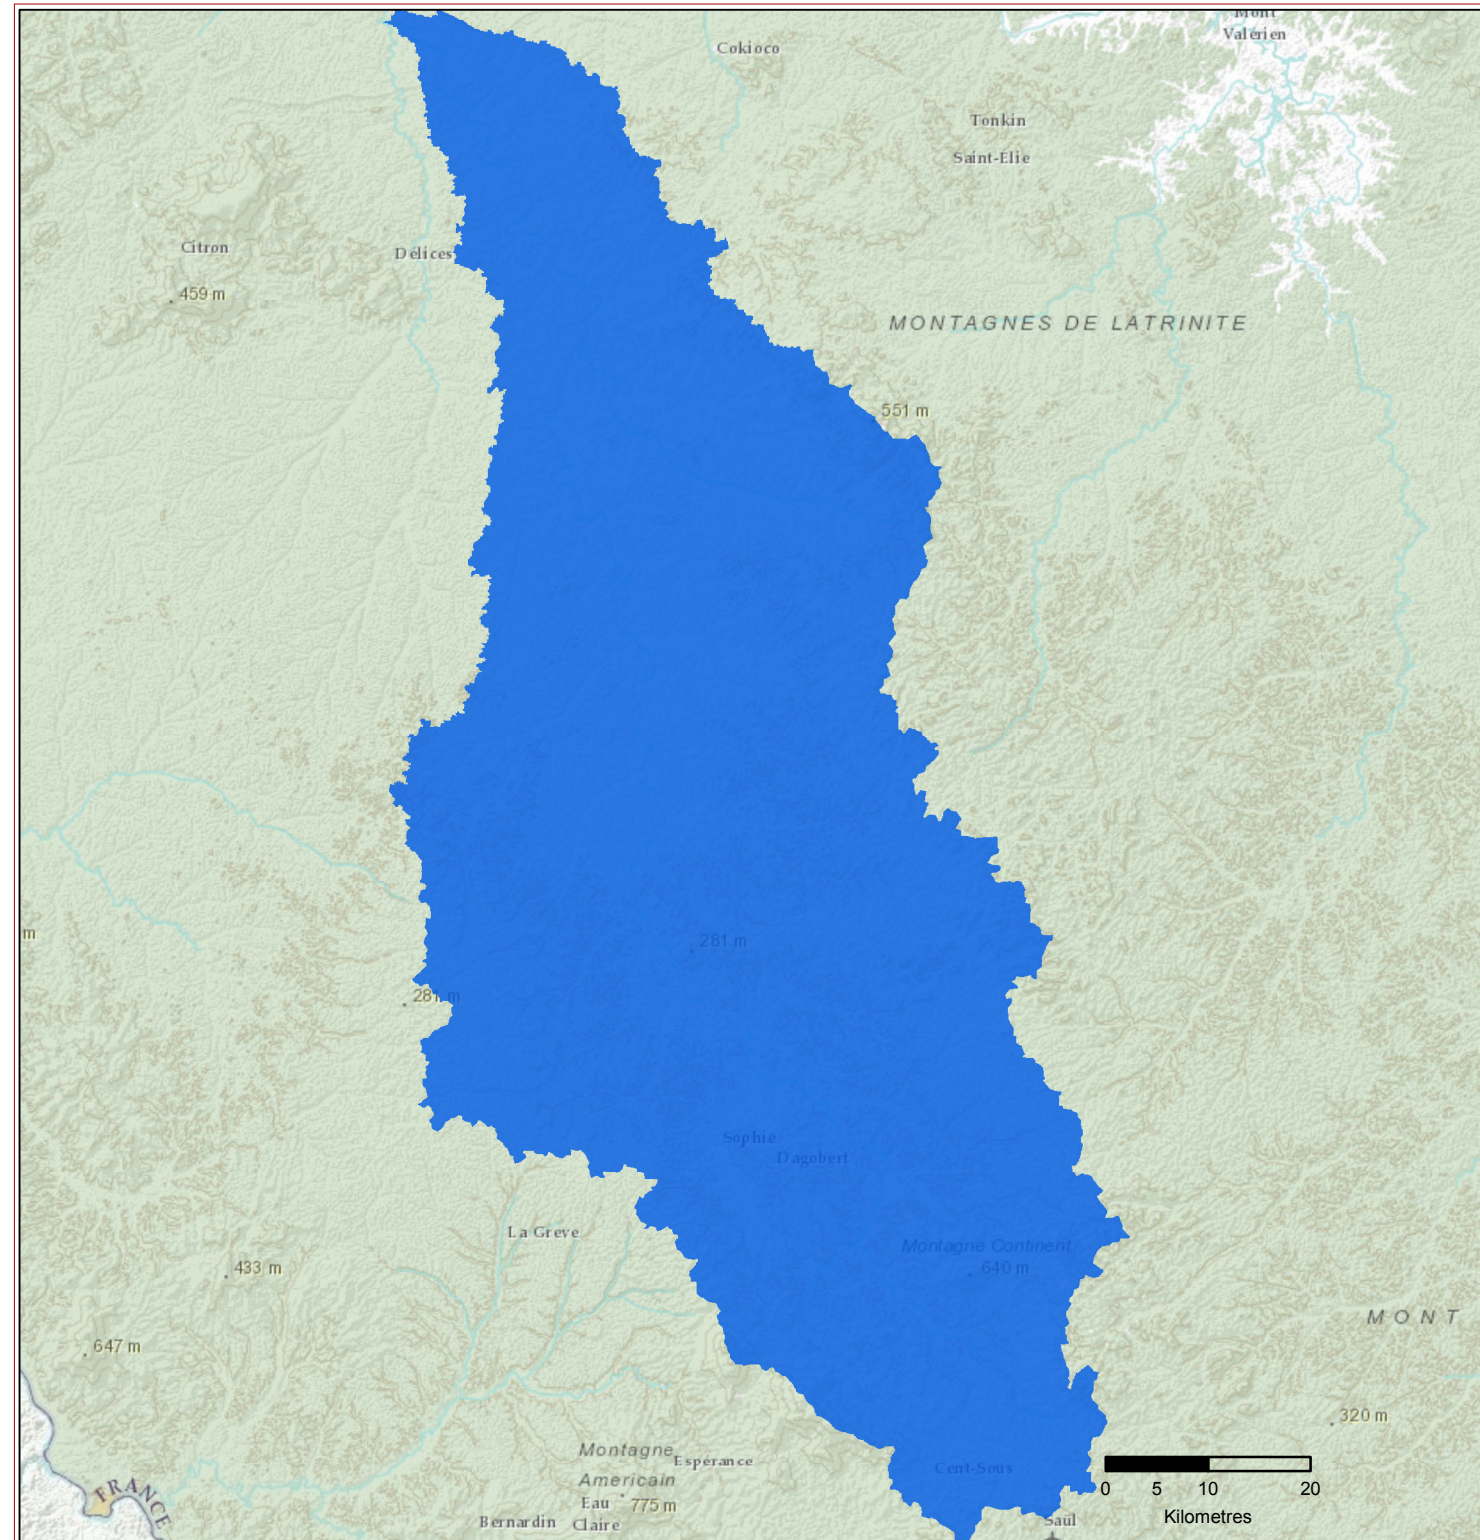 Mont
Valérien
Cokioco
Tonkin
Saint-Elie
Citron
Délices
459 m
MONTAGNES DE LATRINITE
551 m
m
281 m
281 m
Sophie
Dagobert
La Greve
Montagne Continent
640 m
433 m
MONT
647 m
320 m
Montagne
Americain
Espérance
Cent-Sous
FRANCE
Eau
Claire
775 m
Bernardin
Saül
0 5 10 20
Kilometres